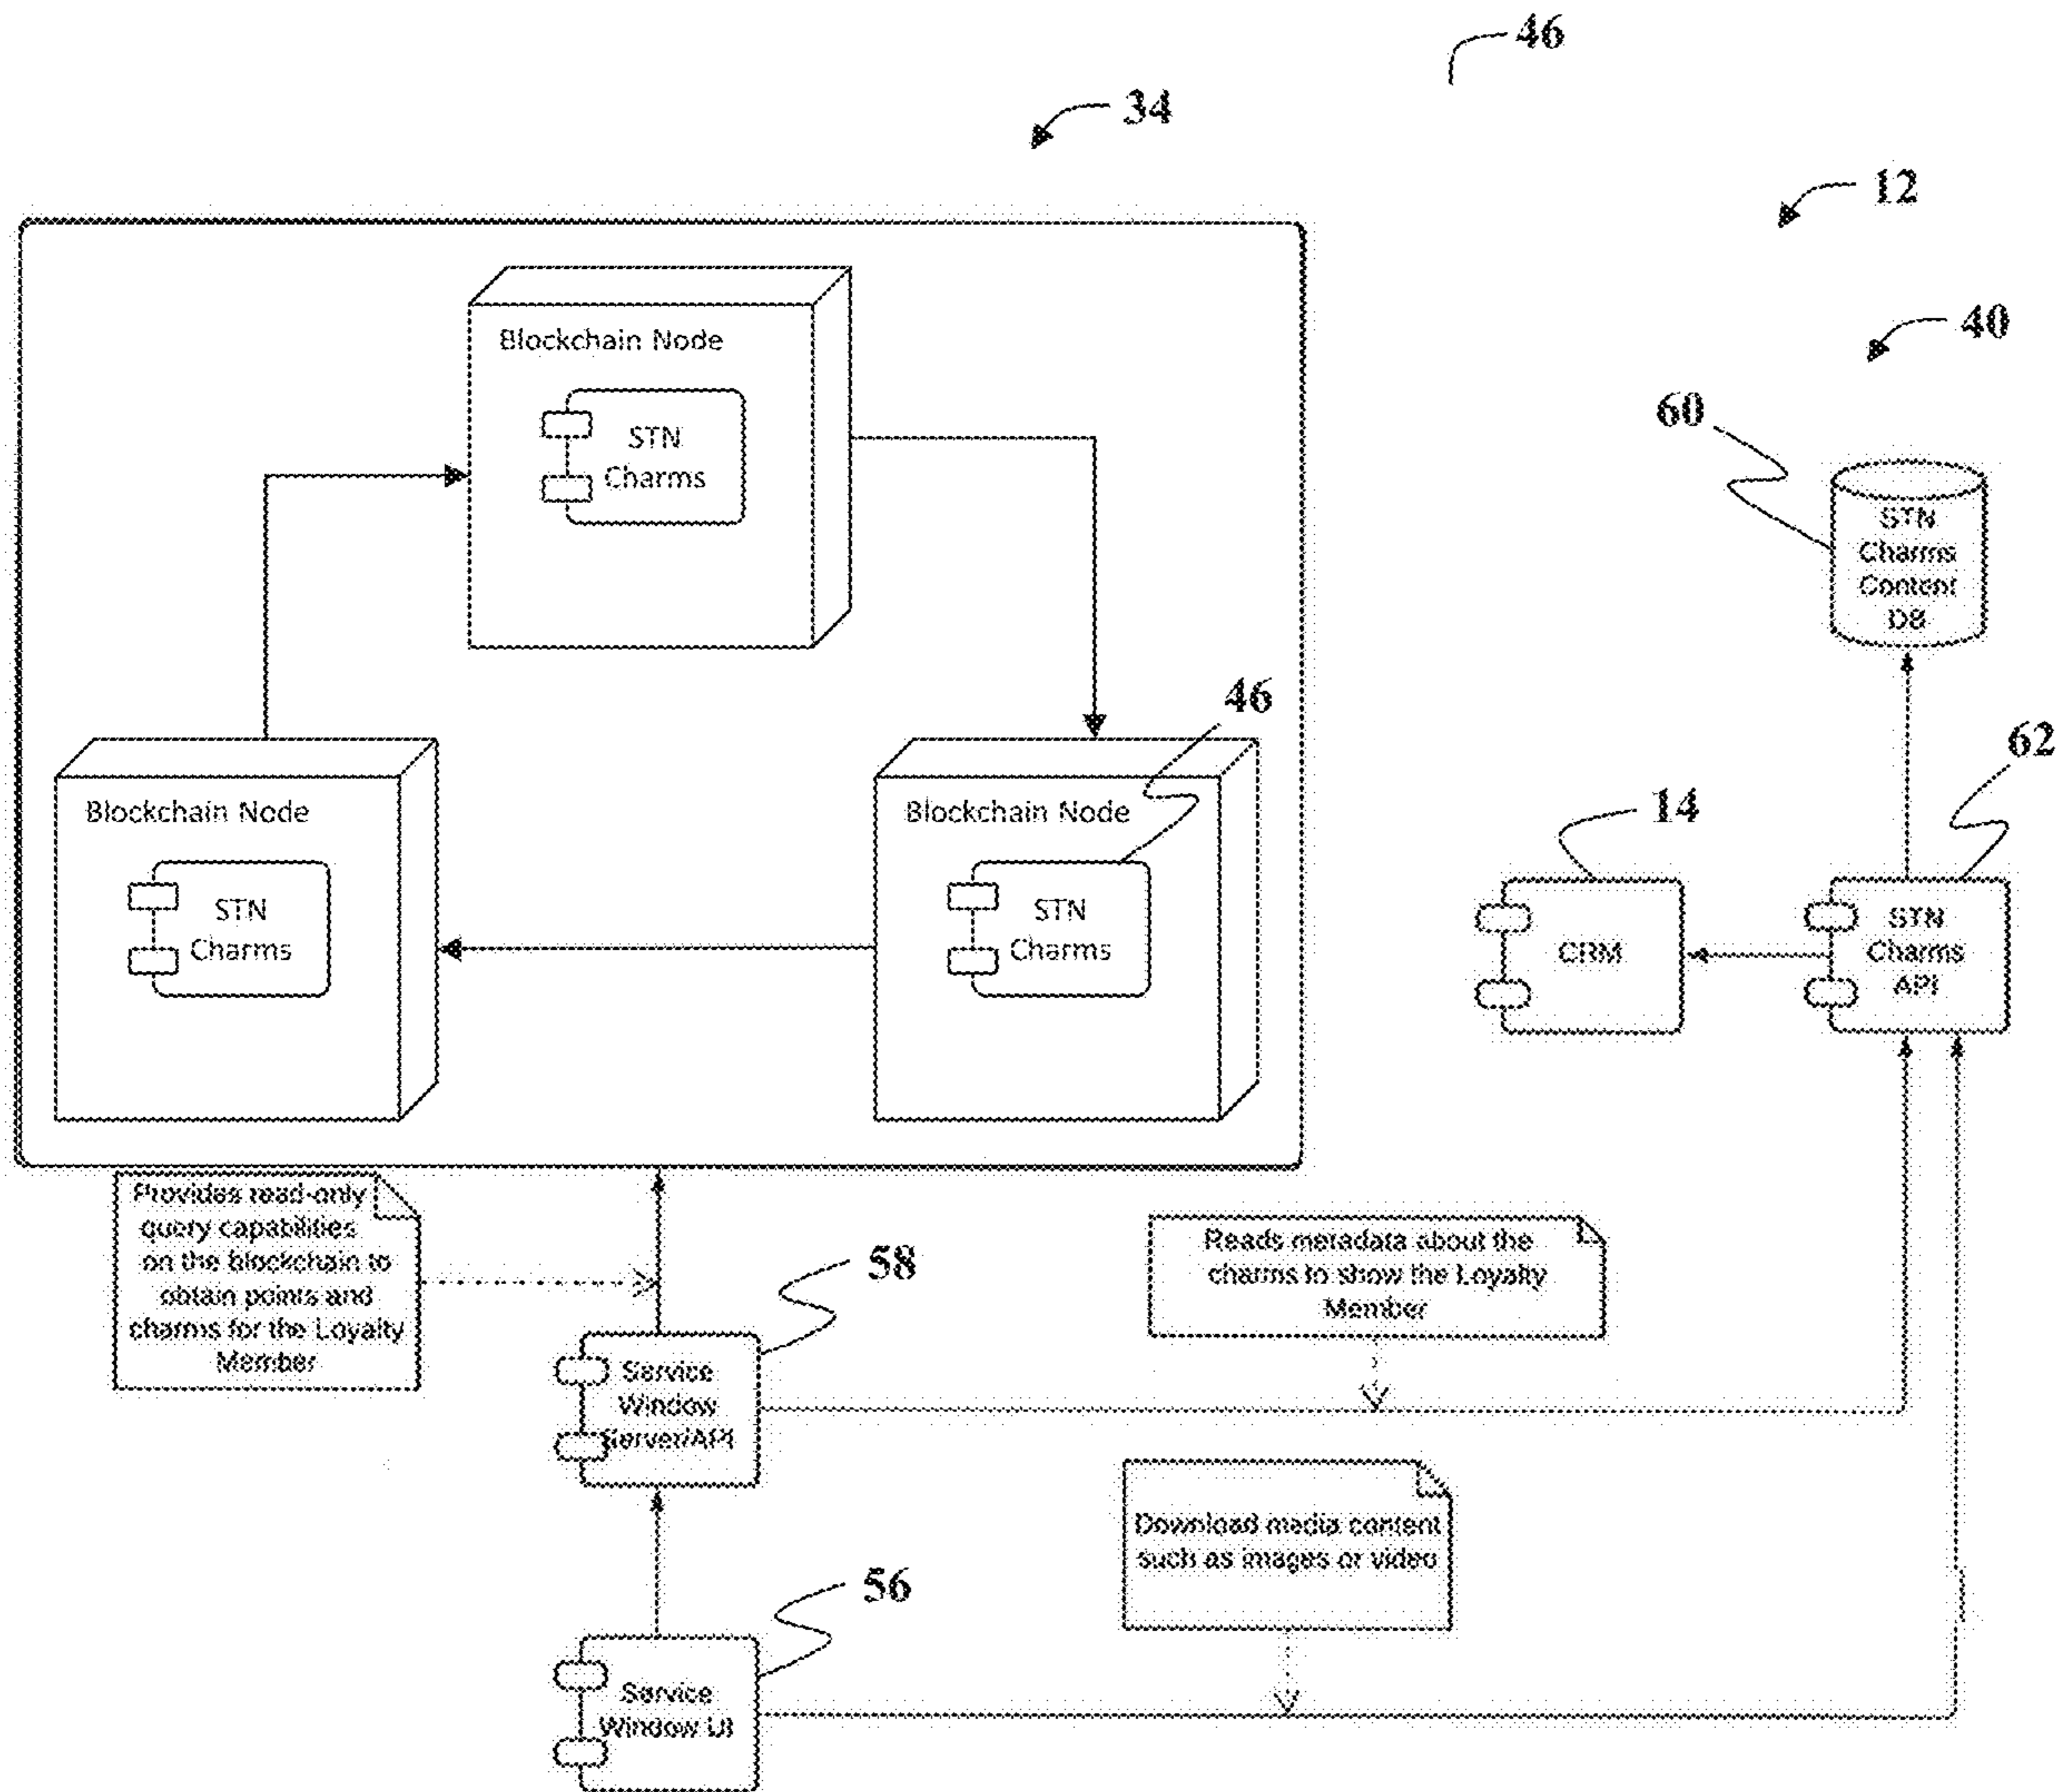 46
34
12
40
Blockchain Node
STN
Charms
60
STN
Charms
Content
DB
46
62
Blockchain Node
STN
Charms
Blockchain Node
STN
Charms
14
CRM
STN
Charms
API
Provides read-only
query capabilities
on the blockchain to
obtain points and
charms for the Loyalty
Member
58
Reads metadata about the
charms to show the Loyalty
Member
Service
Window
Server/API
Download media content
such as images or video
56
Service
Window UI